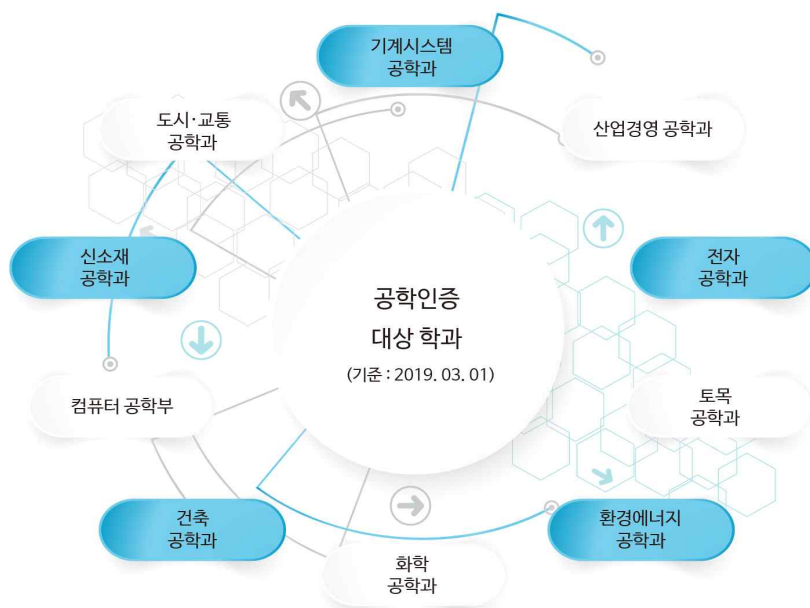 기계시스템
공학과
도시·교통
공학과
산업경영 공학과
신소재
공학과
전자
공학과
공학인증
대상 학과
(기준 : 2019. 03. 01)
컴퓨터 공학부
토목
공학과
건축
공학과
환경에너지
공학과
화학
공학과